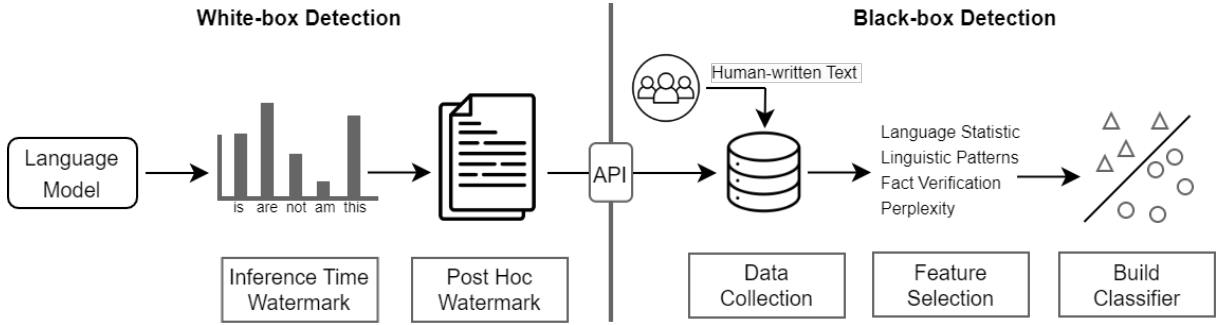 White-box Detection
Black-box Detection
Language
Model
is are not am this
API
Human-written Text
Language Statistic
Linguistic Patterns
Fact Verification
Perplexity
Inference Time
Watermark
Post Hoc
Watermark
Data
Collection
Feature
Selection
Build
Classifier